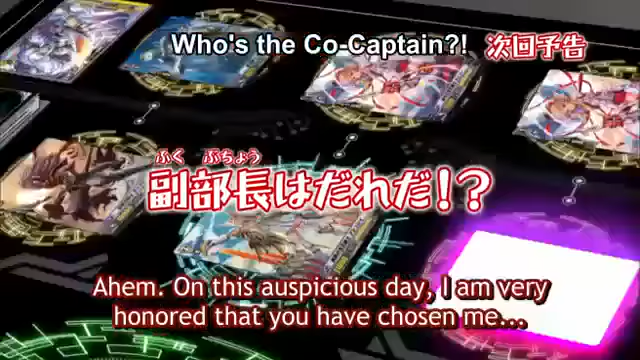 Who's the Co-Captain?!
次回予告
ふく ぶちょう
副部長はだれだ!?
Ahem. On this auspicious day, I am very
honored that you have chosen me...